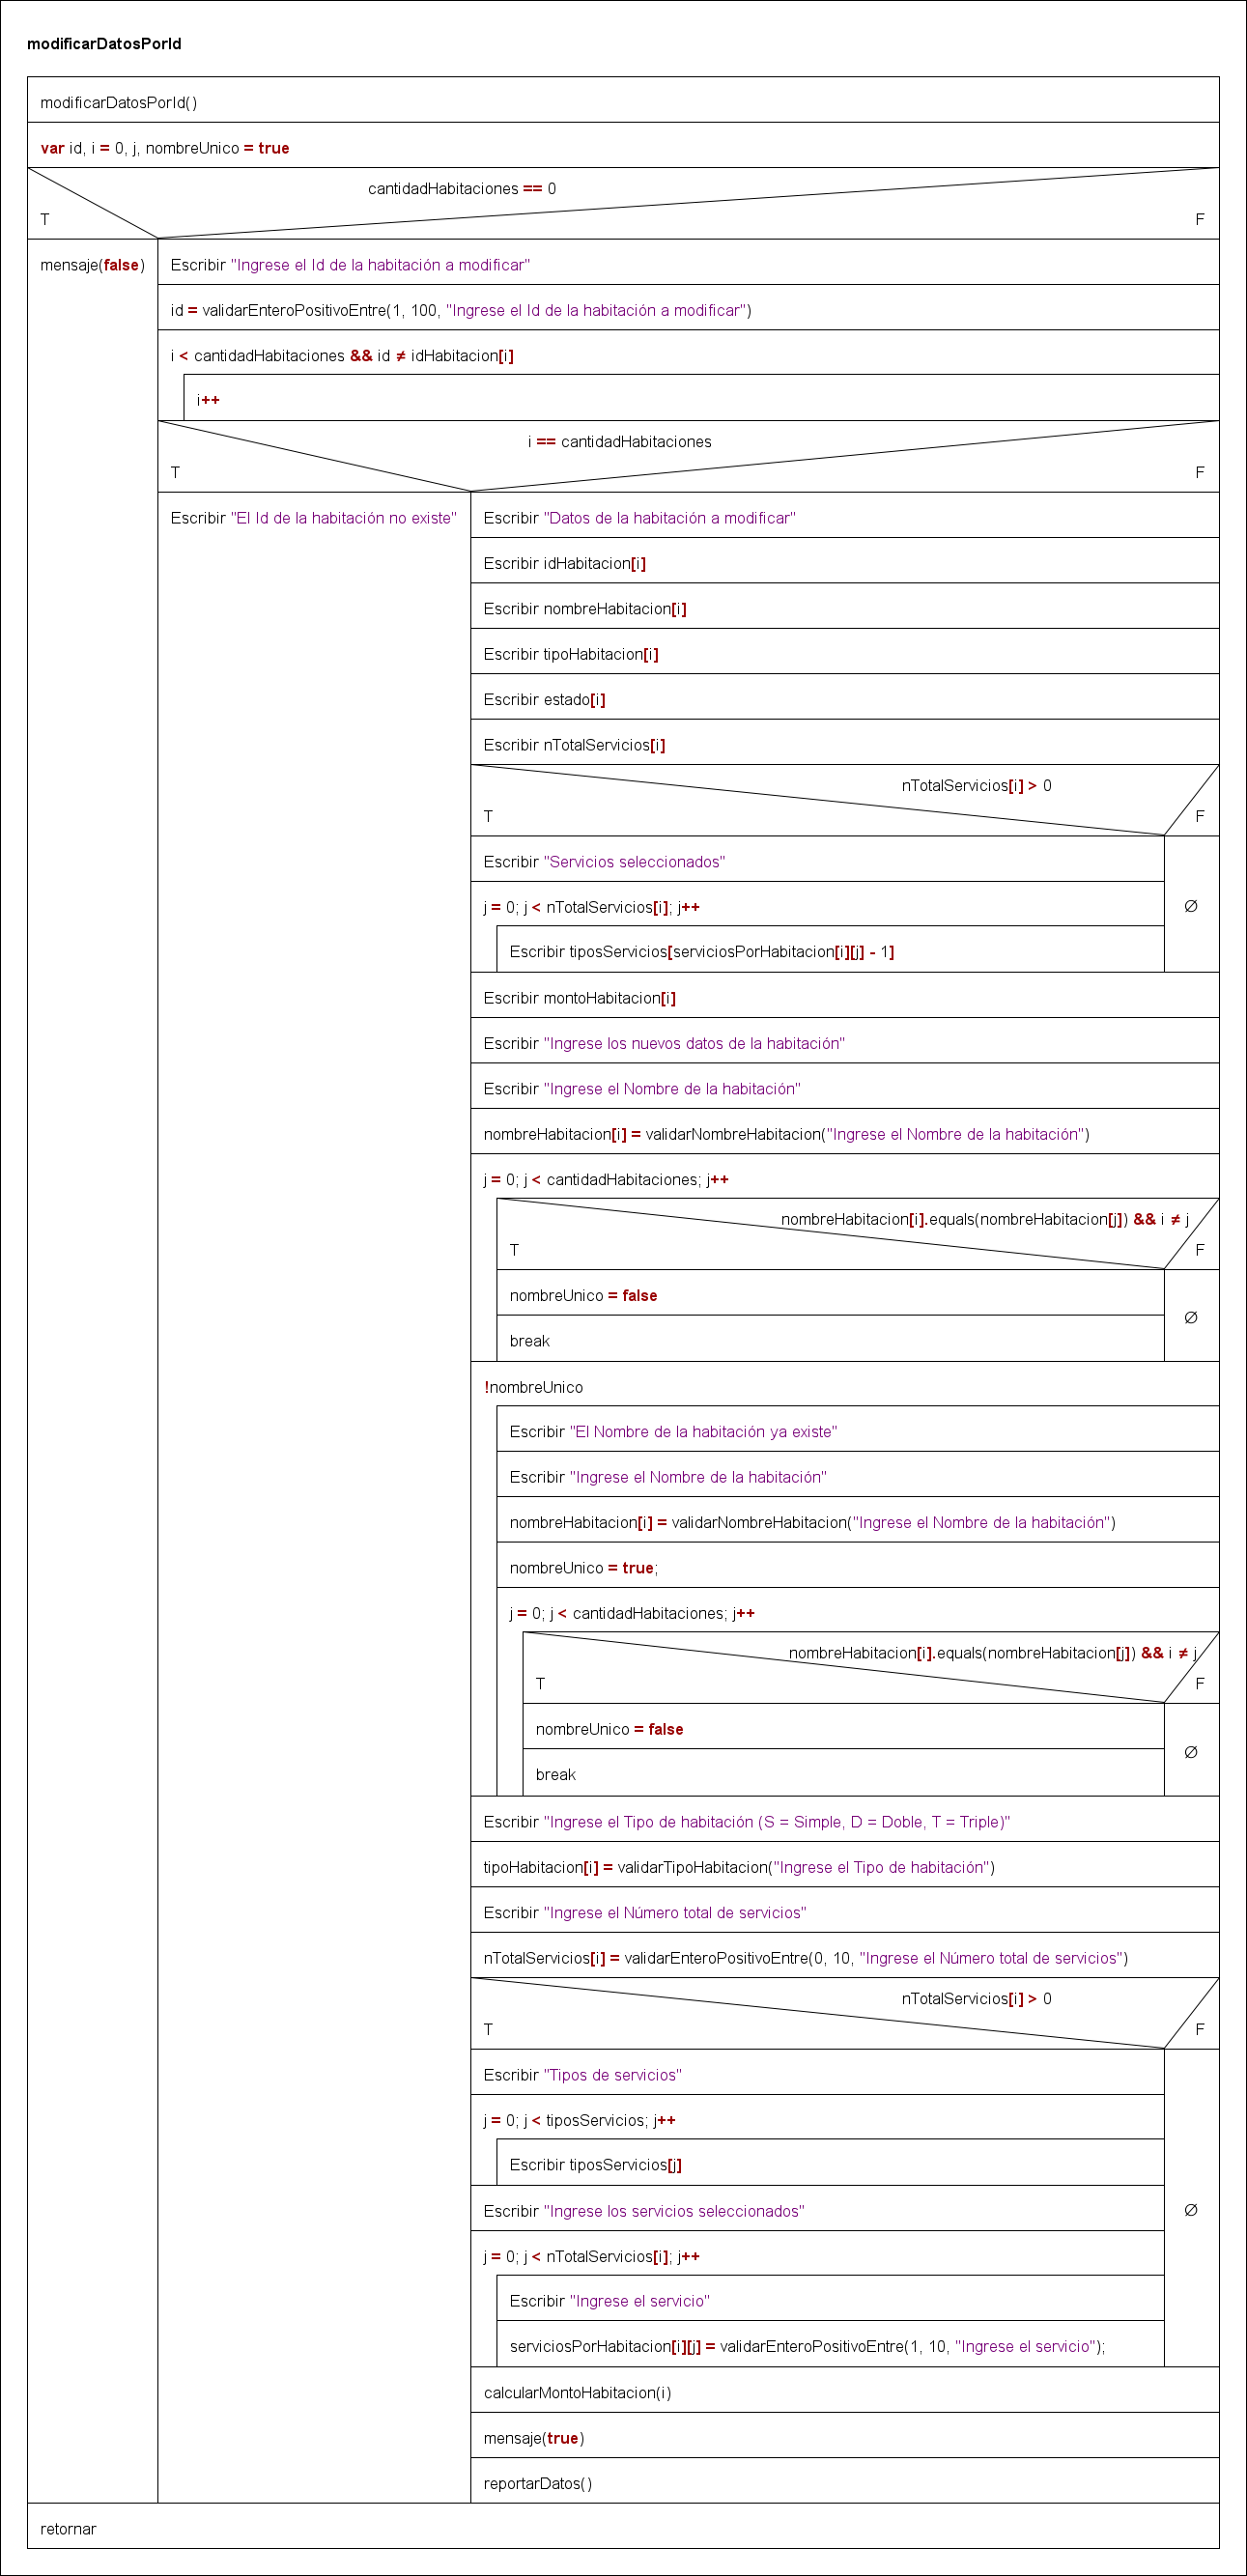 modificarDatosPorId
modificarDatosPorId()
var id, i = 0, j, nombreUnico = true
cantidadHabitaciones == 0
T
F
mensaje(false)
Escribir "Ingrese el Id de la habitación a modificar"
id = validarEnteroPositivoEntre(1, 100, "Ingrese el Id de la habitación a modificar")
i < cantidadHabitaciones && id ≠ idHabitacion[i]
i++
i == cantidadHabitaciones
T
F
Escribir "El Id de la habitación no existe"
Escribir "Datos de la habitación a modificar"
Escribir idHabitacion[i]
Escribir nombreHabitacion[i]
Escribir tipoHabitacion[i]
Escribir estado[i]
Escribir nTotalServicios[i]
nTotalServicios[i] > 0
T
F
Escribir "Servicios seleccionados"
j = 0; j < nTotalServicios[i]; j++
∅
Escribir tiposServicios[serviciosPorHabitacion[i][j] - 1]
Escribir montoHabitacion[i]
Escribir "Ingrese los nuevos datos de la habitación"
Escribir "Ingrese el Nombre de la habitación"
nombreHabitacion[i] = validarNombreHabitacion("Ingrese el Nombre de la habitación")
j = 0; j < cantidadHabitaciones; j++
nombreHabitacion[i].equals(nombreHabitacion[j]) && i ≠ j
T
F
nombreUnico = false
∅
break
!nombreUnico
Escribir "El Nombre de la habitación ya existe"
Escribir "Ingrese el Nombre de la habitación"
nombreHabitacion[i] = validarNombreHabitacion("Ingrese el Nombre de la habitación")
nombreUnico = true;
j = 0; j < cantidadHabitaciones; j++
nombreHabitacion[i].equals(nombreHabitacion[j]) && i ≠ j
T
F
nombreUnico = false
∅
break
Escribir "Ingrese el Tipo de habitación (S = Simple, D = Doble, T = Triple)"
tipoHabitacion[i] = validarTipoHabitacion("Ingrese el Tipo de habitación")
Escribir "Ingrese el Número total de servicios"
nTotalServicios[i] = validarEnteroPositivoEntre(0, 10, "Ingrese el Número total de servicios")
nTotalServicios[i] > 0
T
F
Escribir "Tipos de servicios"
j = 0; j < tiposServicios; j++
Escribir tiposServicios[j]
Escribir "Ingrese los servicios seleccionados"
∅
j = 0; j < nTotalServicios[i]; j++
Escribir "Ingrese el servicio"
serviciosPorHabitacion[i][j] = validarEnteroPositivoEntre(1, 10, "Ingrese el servicio");
calcularMontoHabitacion(i)
mensaje(true)
reportarDatos()
retornar